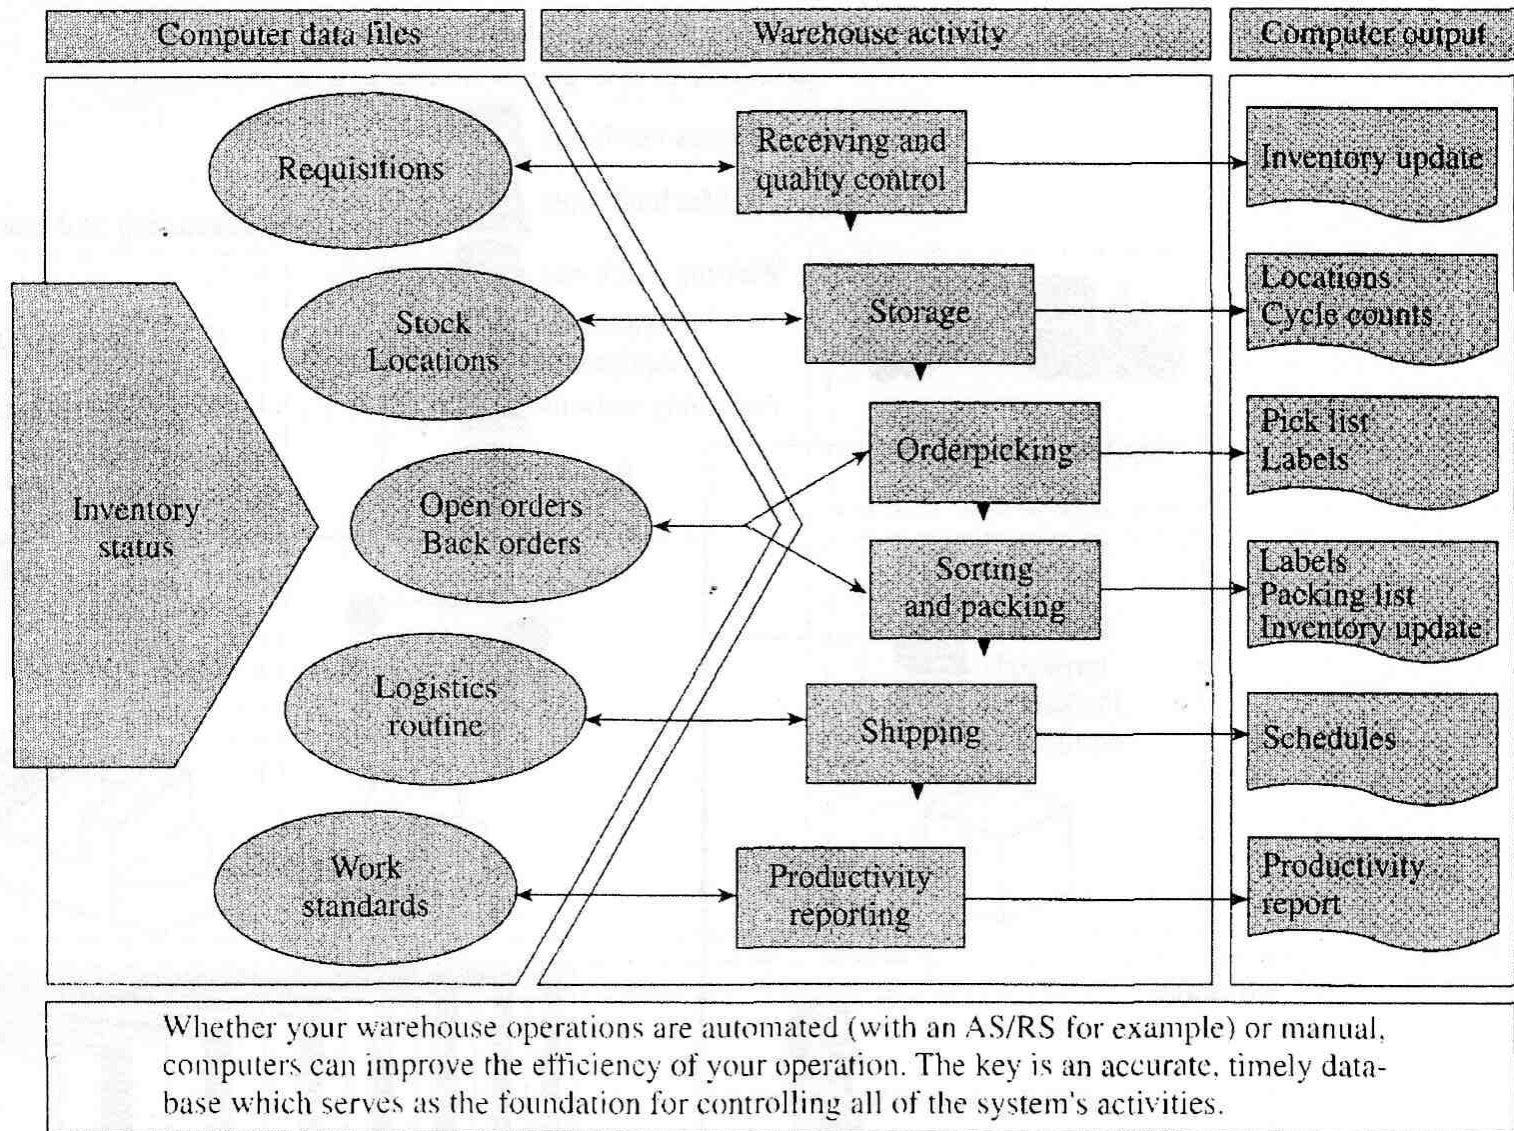 Computer data files
Warehouse activity
Computer output
Requisitions
Receiving and
quality control
Inventory update
Stock
Locations
Storage
Locations
Cycle counts
Inventory
status
Open orders
Back orders
Orderpicking
Pick list
Labels
Sorting
and packing
Labels
Packing list
Inventory update
Logistics
routine
Shipping
Schedules
Work
standards
Productivity
reporting
Productivity
report
Whether your warehouse operations are automated (with an AS/RS for example) or manual,
computers can improve the efficiency of your operation. The key is an accurate, timely data-
base which serves as the foundation for controlling all of the system's activities.